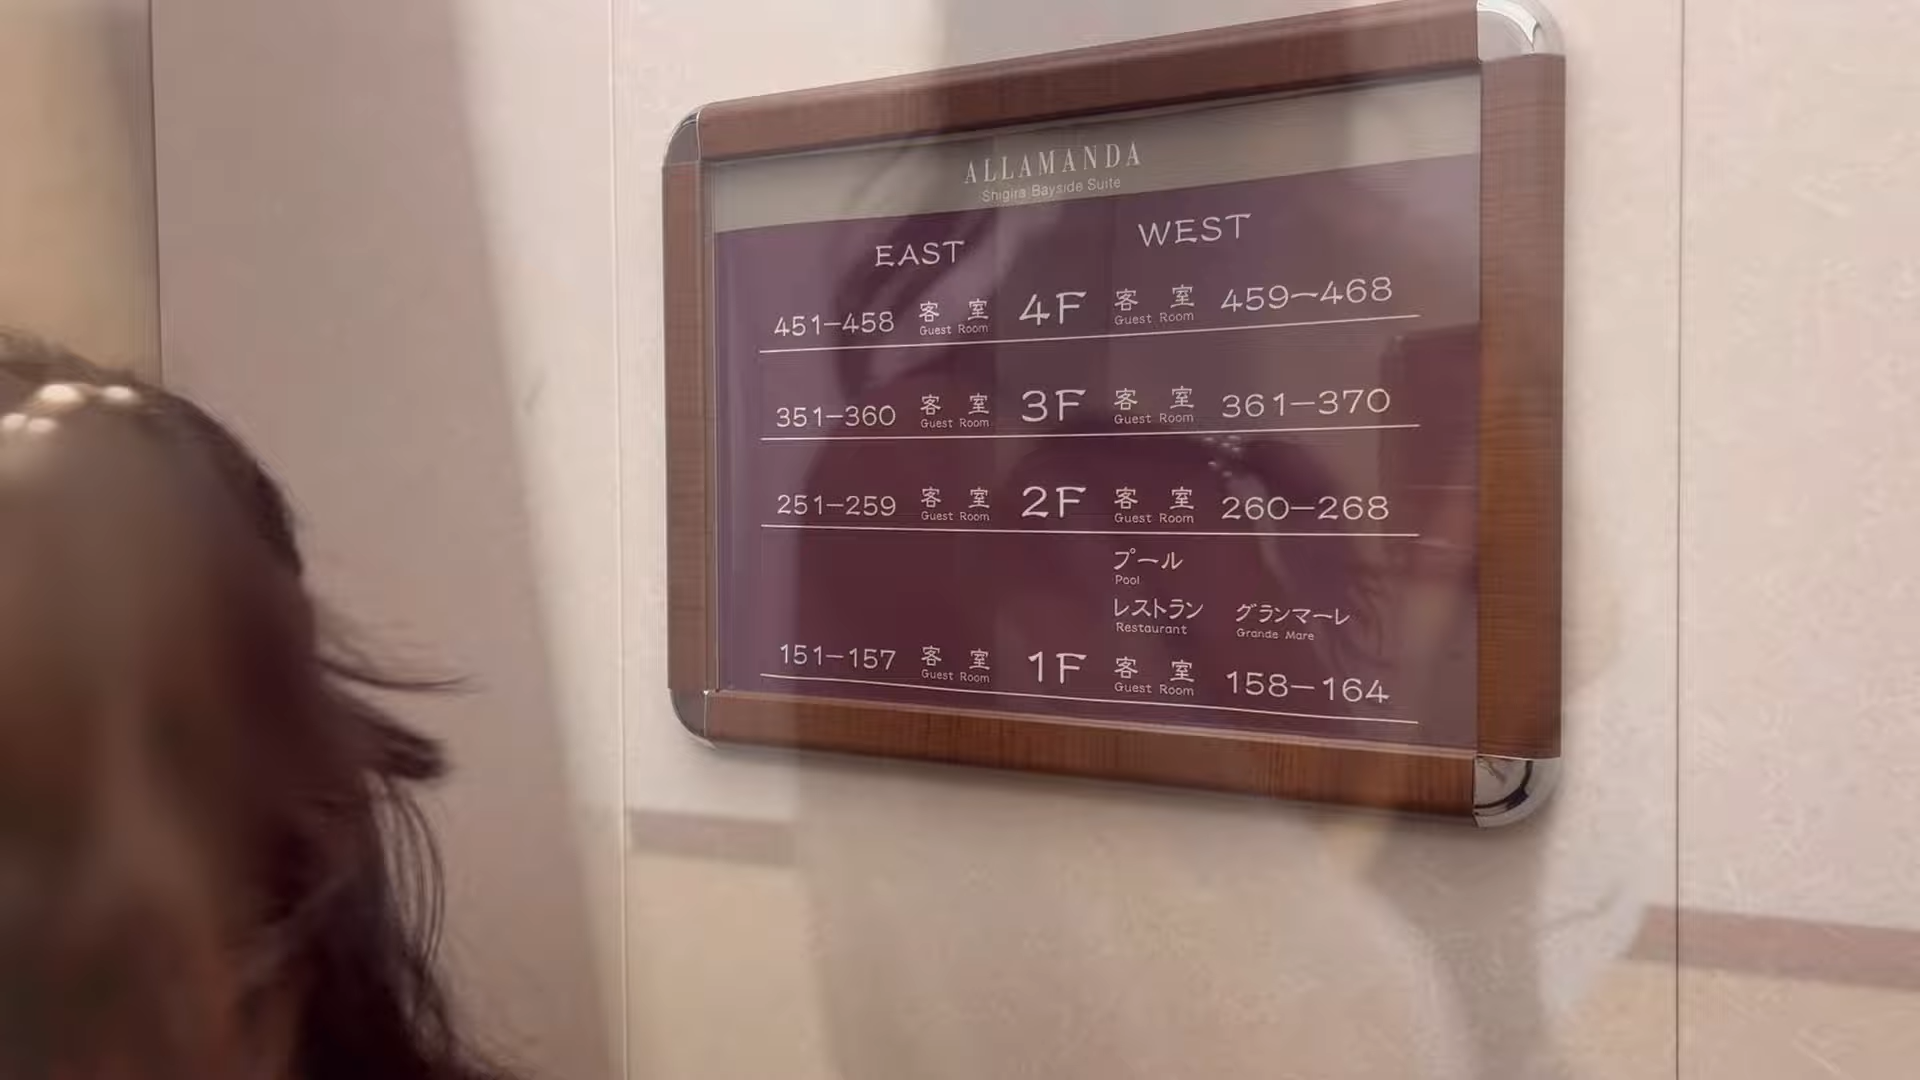 ALLAMANDA
Shigira Bayside Suite
EAST WEST
451−458 客室 4F 客室 459−468
Guest Room Guest Room
351−360 客室 3F 客室 361−370
Guest Room Guest Room
251−259 客室 2F 客室 260−268
Guest Room Guest Room
プール
Pool
レストラン グランマーレ
Restaurant Grande Mare
151−157 客室 1F 客室 158−164
Guest Room Guest Room